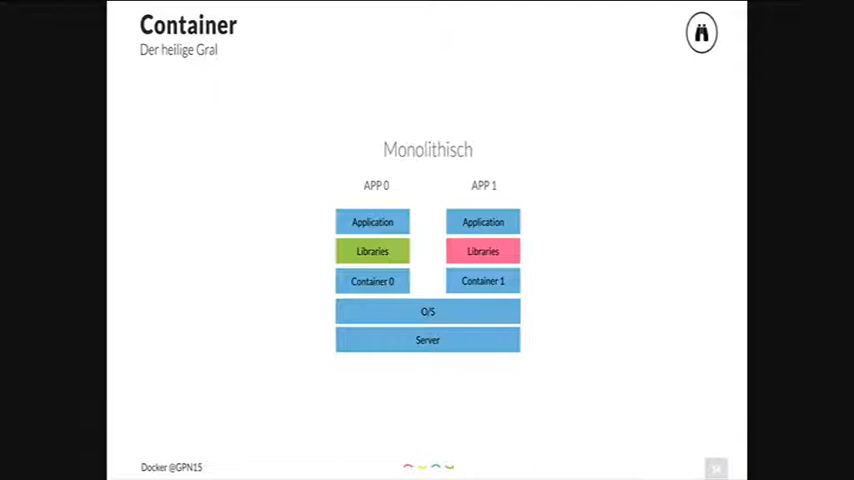 Container
Der heilige Gral
Monolithisch
APP 0 APP 1
Application Application
Libraries Libraries
Container 0 Container 1
O/S
Server
Docker @GPN15